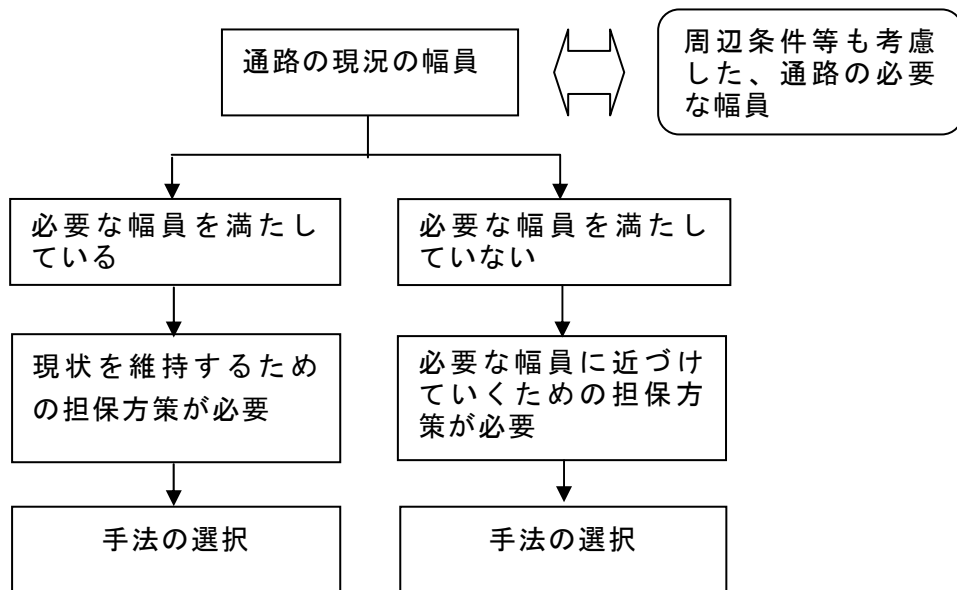 通路の現況の幅員
周辺条件等も考慮
した、通路の必要
な幅員
必要な幅員を満たし
ている
必要な幅員を満たし
ていない
現状を維持するため
の担保方策が必要
必要な幅員に近づけ
ていくための担保方
策が必要
手法の選択
手法の選択